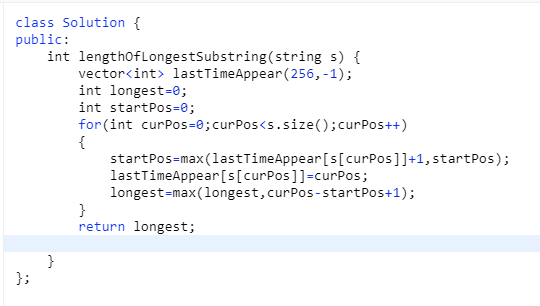 class Solution {
public:
    int lengthOfLongestSubstring(string s) {
        vector<int> lastTimeAppear(256,-1);
        int longest=0;
        int startPos=0;
        for(int curPos=0;curPos<s.size();curPos++)
        {
            startPos=max(lastTimeAppear[s[curPos]]+1,startPos);
            lastTimeAppear[s[curPos]]=curPos;
            longest=max(longest,curPos-startPos+1);
        }
        return longest;
    }
};